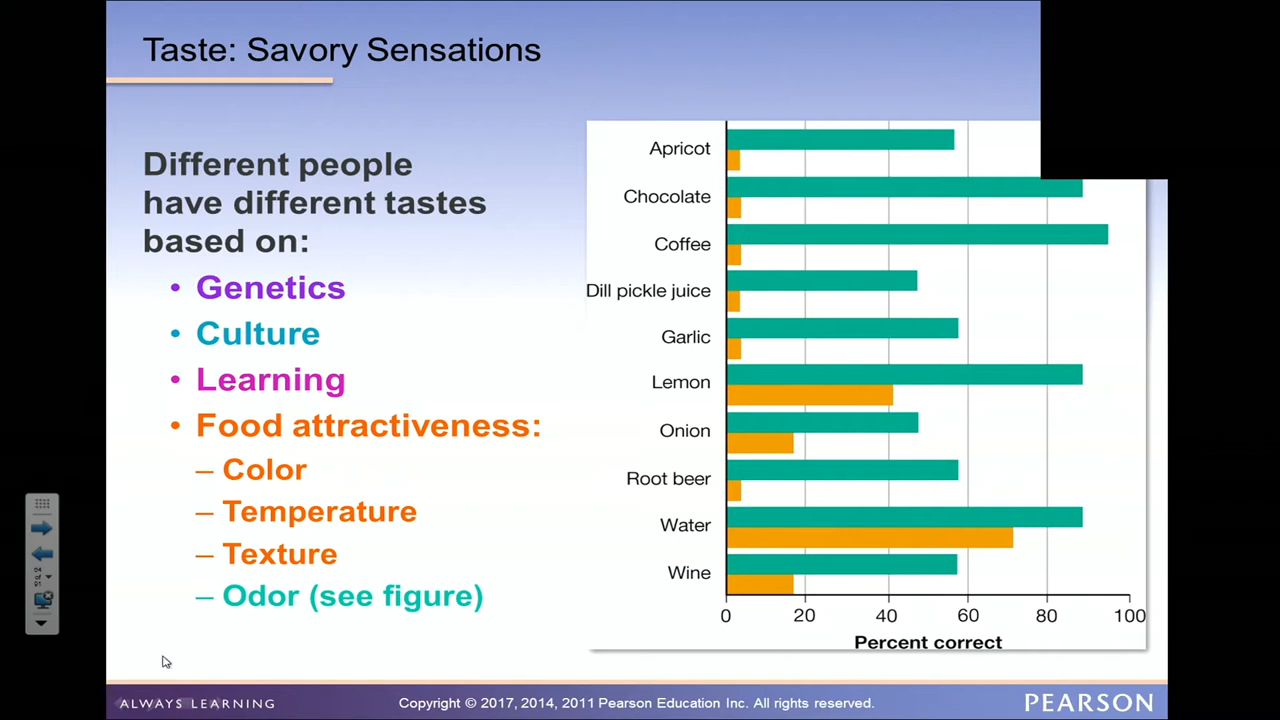 Taste: Savory Sensations
Different people
have different tastes
based on:
• Genetics
• Culture
• Learning
• Food attractiveness:
– Color
– Temperature
– Texture
– Odor (see figure)
Apricot
Chocolate
Coffee
Dill pickle juice
Garlic
Lemon
Onion
Root beer
Water
Wine
0 20 40 60 80 100
Percent correct
ALWAYS LEARNING
Copyright © 2017, 2014, 2011 Pearson Education Inc. All rights reserved.
PEARSON